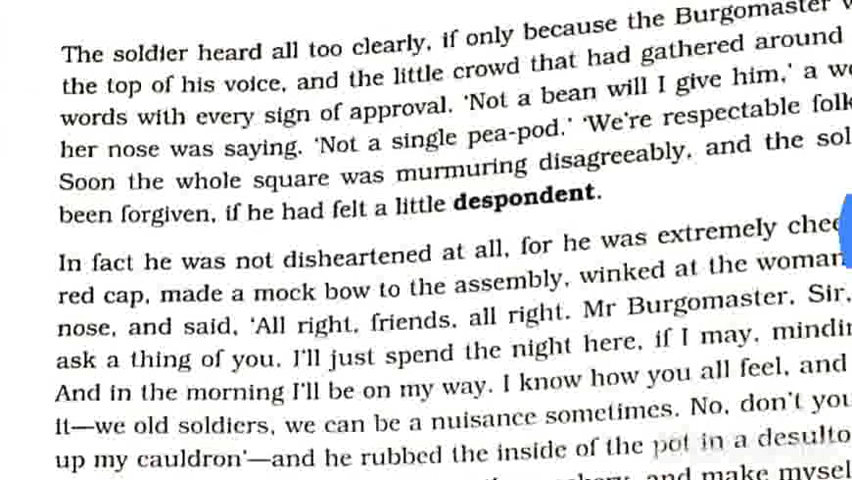 The soldier heard all too clearly, if only because the Burgomaster
the top of his voice, and the little crowd that had gathered around
words with every sign of approval. 'Not a bean will I give him,' a
her nose was saying. 'Not a single pea-pod.' 'We're respectable
Soon the whole square was murmuring disagreeably, and the
been forgiven, if he had felt a little despondent.
In fact he was not disheartened at all, for he was extremely
red cap, made a mock bow to the assembly, winked at the woman
nose, and said, 'All right, friends, all right. Mr Burgomaster, Sir,
ask a thing of you. I'll just spend the night here, if I may,
And in the morning I'll be on my way. I know how you all feel, and
it—we old soldiers, we can be a nuisance sometimes. No, don't you
up my cauldron'—and he rubbed the inside of the pot in a
and make